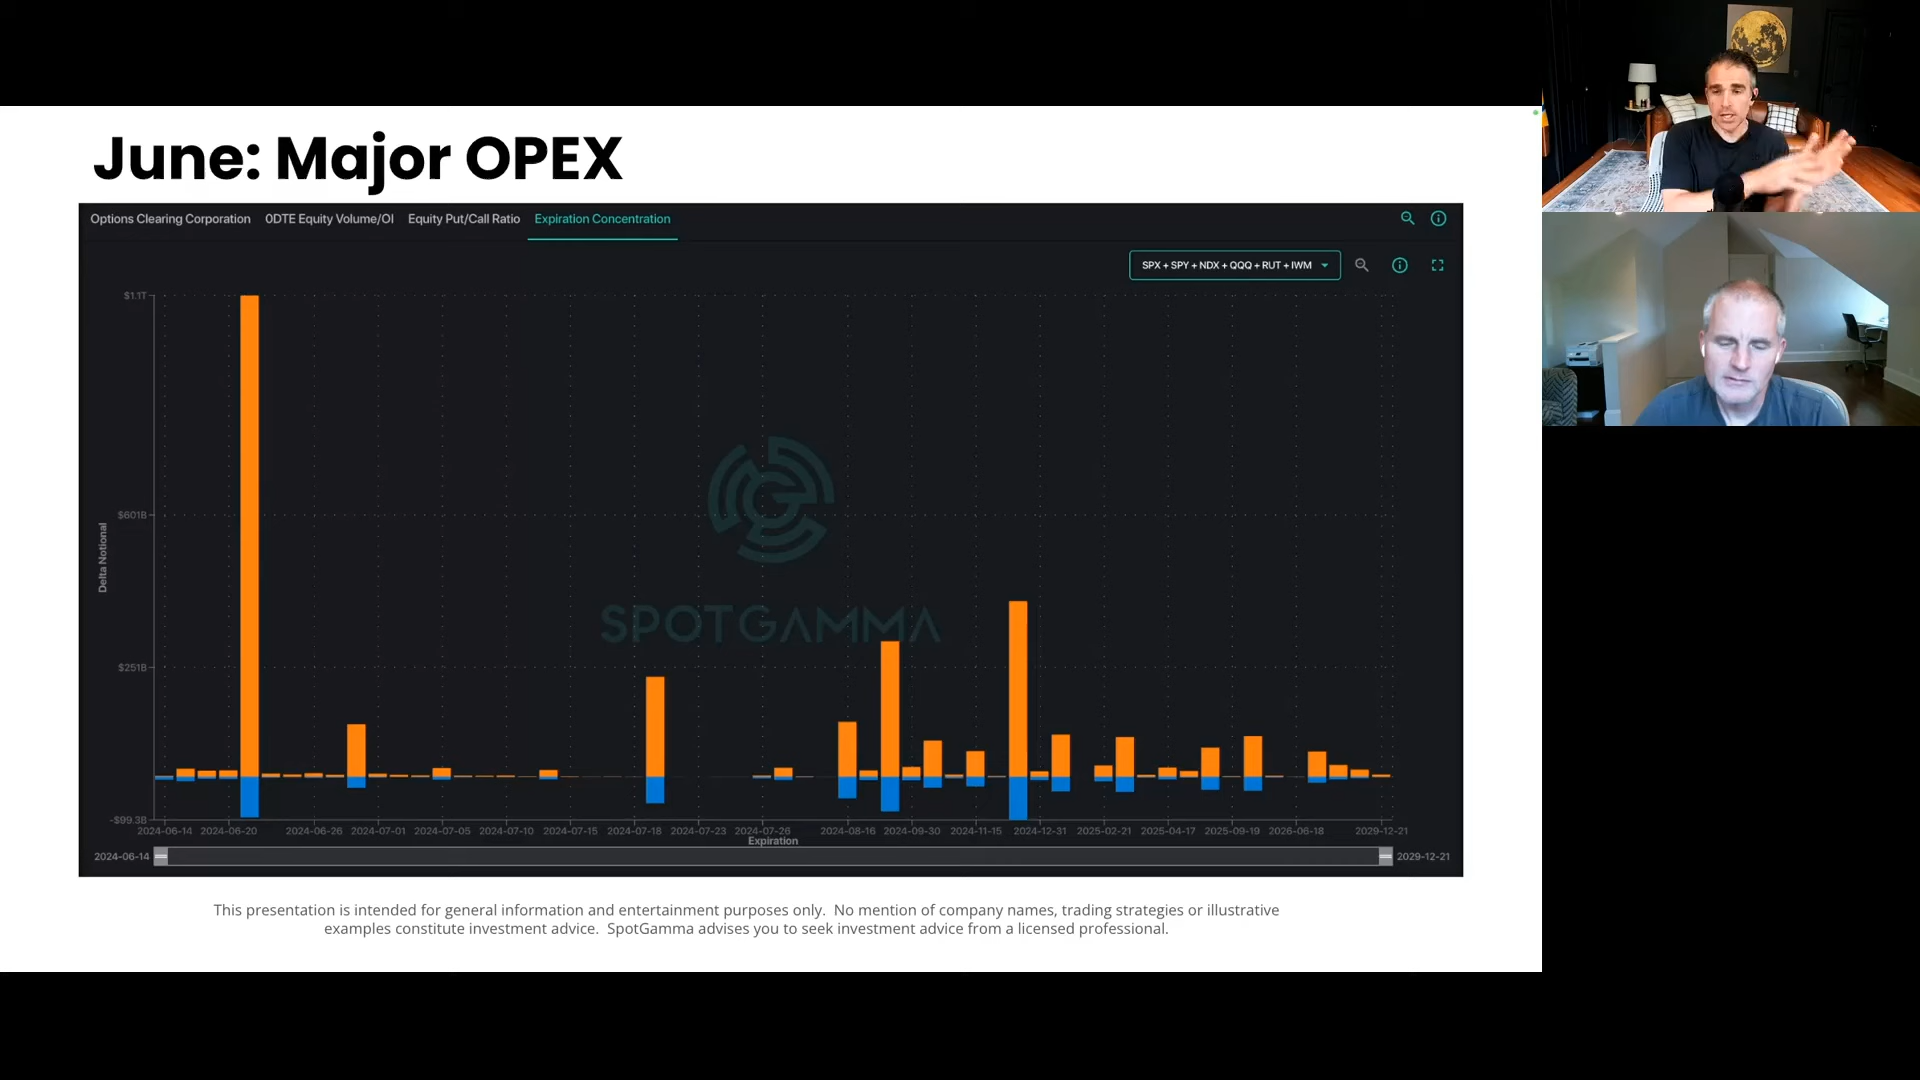 June: Major OPEX
Options Clearing Corporation 0DTE Equity Volume/OI Equity Put/Call Ratio Expiration Concentration
SPX + SPY + NDX + QQQ + RUT + IWM
$1.1T
$601B
$251B
-$99.3B
Delta Notional
SPOTGAMMA
2024-06-14 2024-06-20 2024-06-26 2024-07-01 2024-07-05 2024-07-10 2024-07-15 2024-07-18 2024-07-23 2024-07-26 2024-08-16 2024-09-30 2024-11-15 2024-12-31 2025-02-21 2025-04-17 2025-09-19 2026-06-18 2029-12-21
Expiration
2024-06-14 2029-12-21
This presentation is intended for general information and entertainment purposes only. No mention of company names, trading strategies or illustrative
examples constitute investment advice. SpotGamma advises you to seek investment advice from a licensed professional.